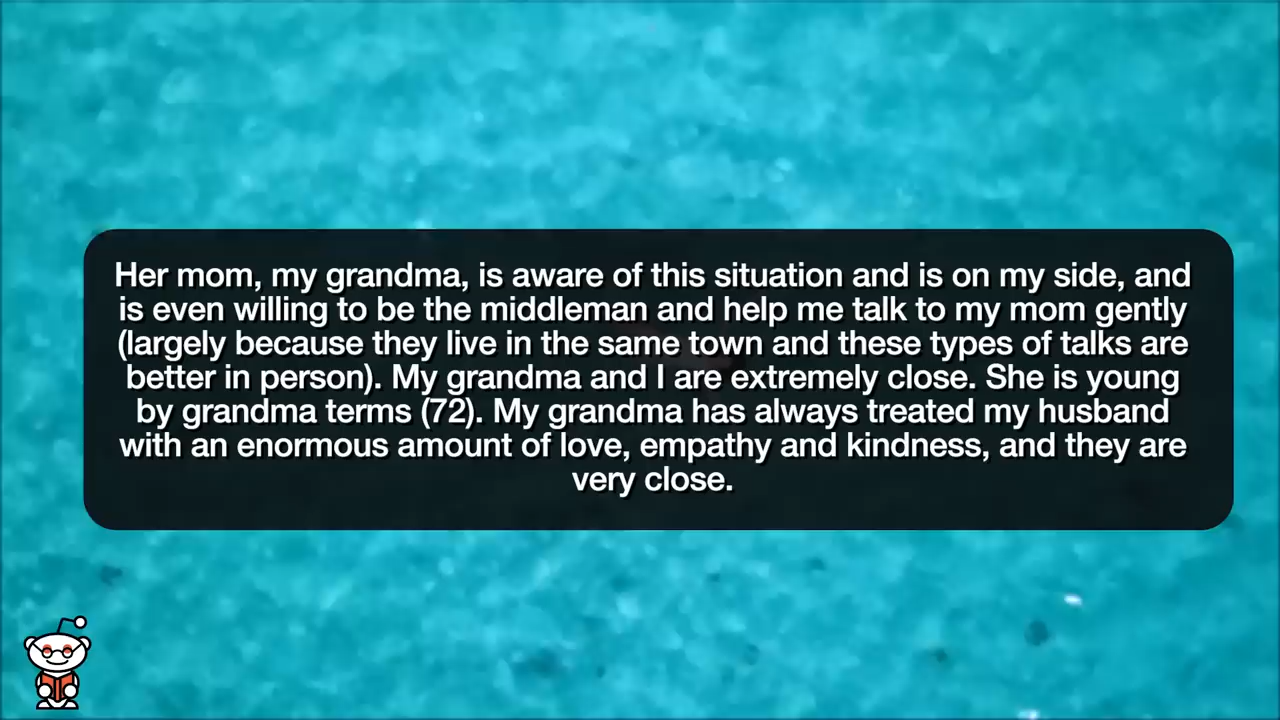 Her mom, my grandma, is aware of this situation and is on my side, and
is even willing to be the middleman and help me talk to my mom gently
(largely because they live in the same town and these types of talks are
better in person). My grandma and I are extremely close. She is young
by grandma terms (72). My grandma has always treated my husband
with an enormous amount of love, empathy and kindness, and they are
very close.